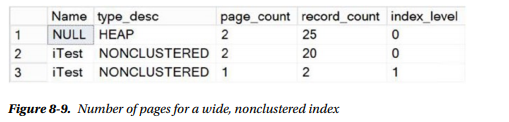 Name type_desc page_count record_count index_level
1 NULL HEAP 2 25 0
2 iTest NONCLUSTERED 2 20 0
3 iTest NONCLUSTERED 1 2 1
Figure 8-9. Number of pages for a wide, nonclustered index